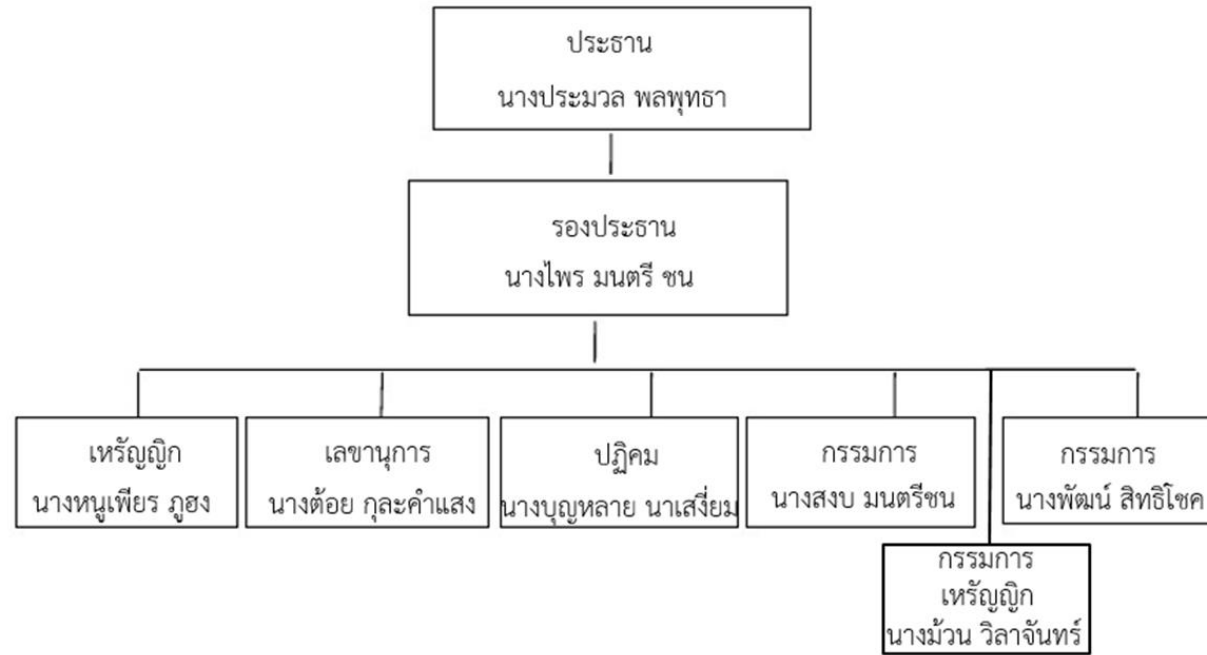 ประธาน
นางประมวล พลพุทธา
รองประธาน
นางไพร มนตรี ชน
เหรัญญิก
นางหนูเพียร ภูฮง
เลขานุการ
นางต้อย กุละคำแสง
ปฏิคม
นางบุญหลาย นาเสงี่ยม
กรรมการ
นางสงบ มนตรีชน
กรรมการ
นางพัฒน์ สิทธิโชค
กรรมการ
เหรัญญิก
นางม้วน วิลาจันทร์